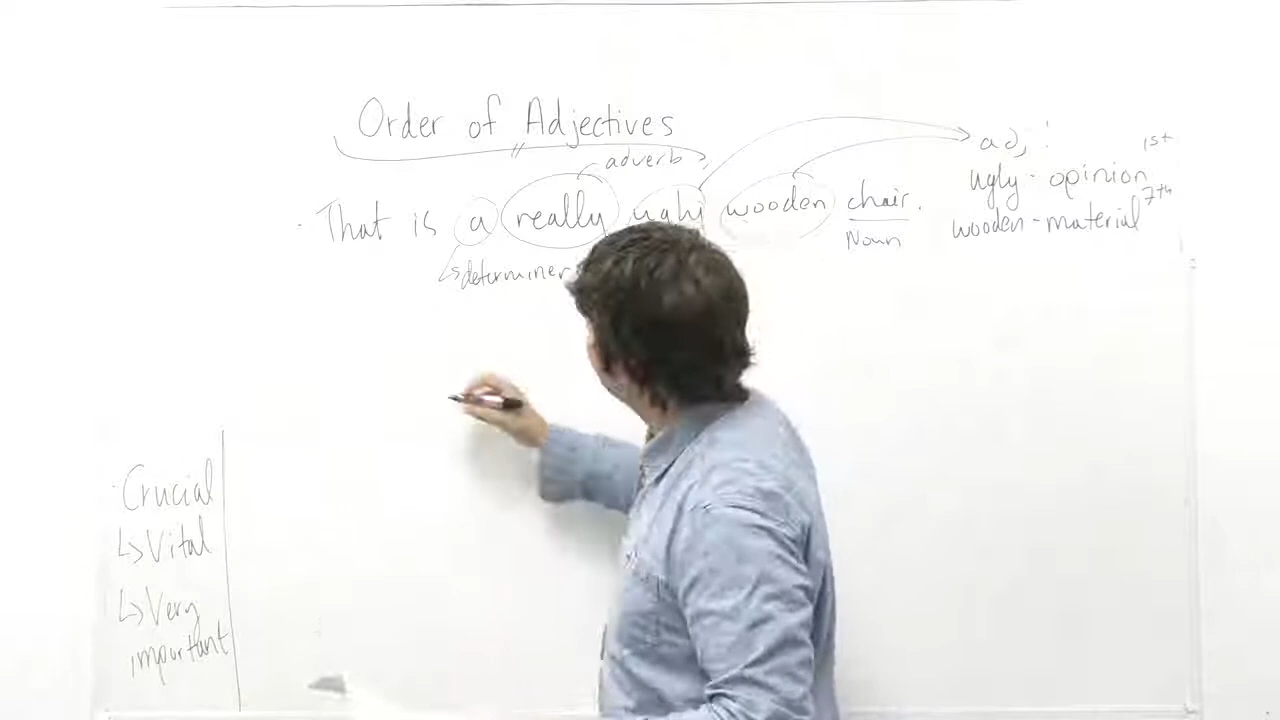 Order of Adjectives
adverb
· That is a really ugly wooden chair.
Noun
↳determiner
adj:
1st
ugly - opinion
7th
wooden - material
· Crucial
↳Vital
↳Very
important